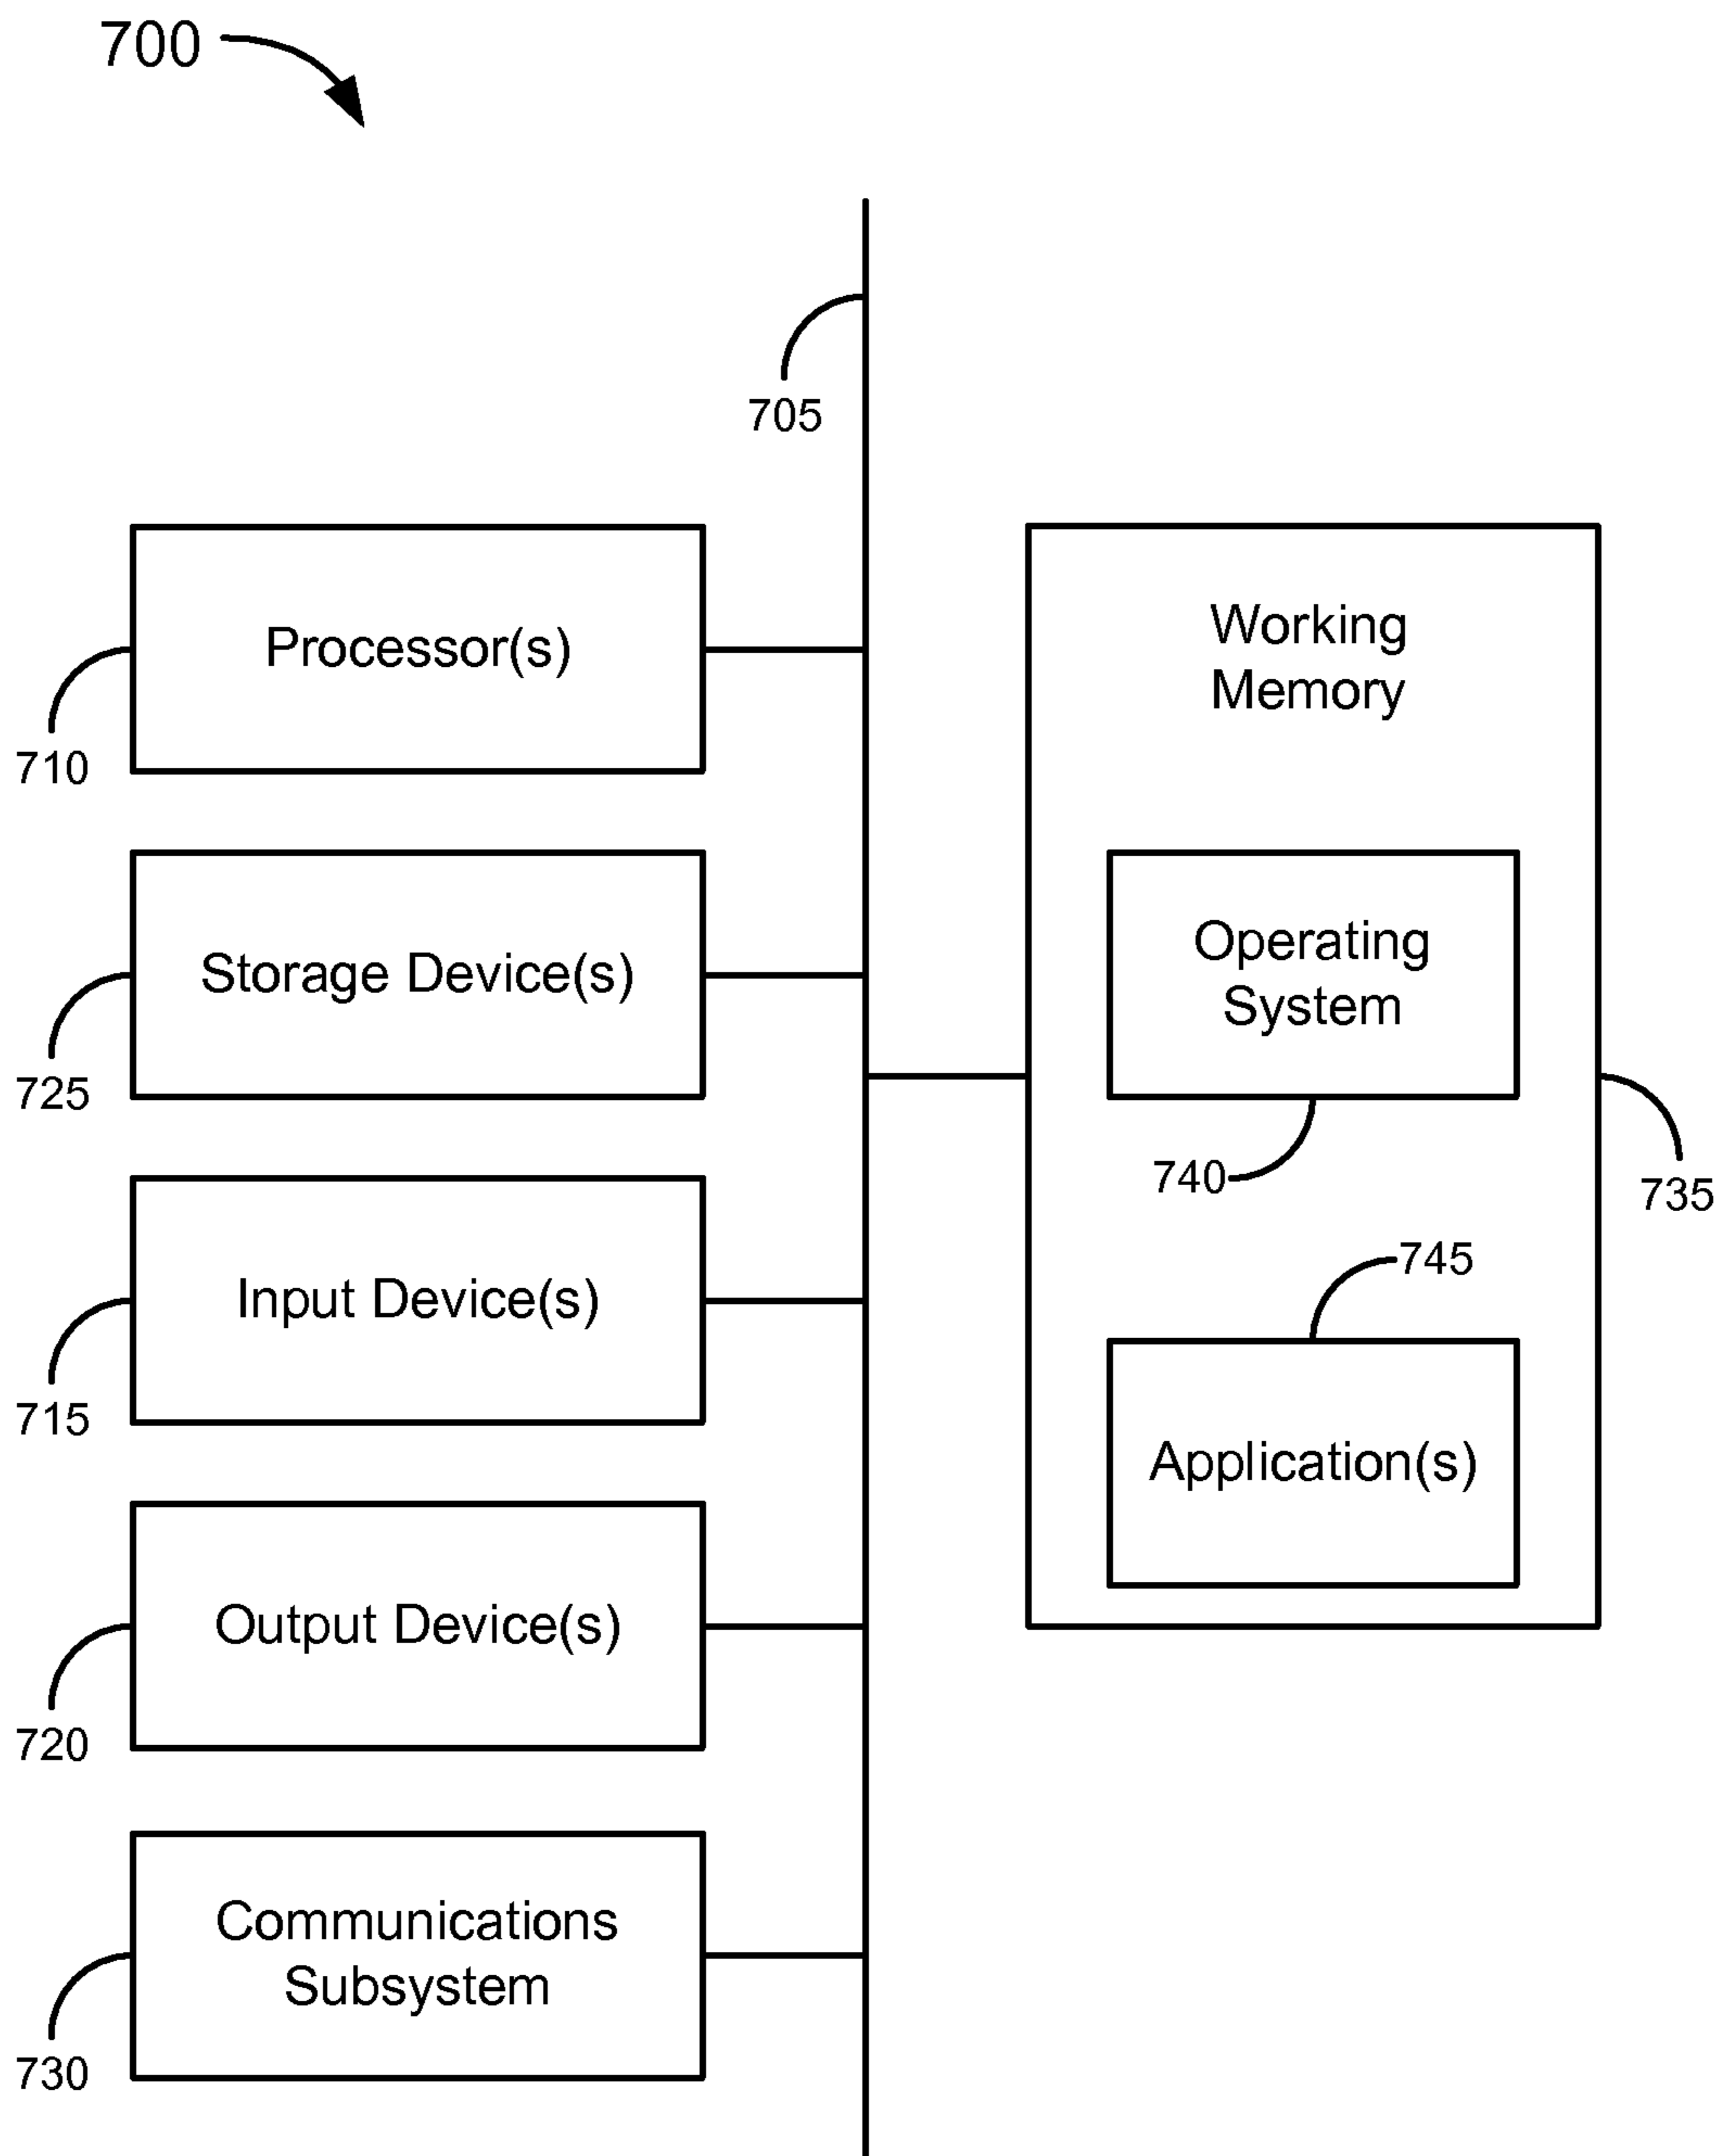 700
705
Processor(s)
710
Storage Device(s)
725
Input Device(s)
715
Output Device(s)
720
Communications
Subsystem
730
Working
Memory
Operating
System
740
735
745
Application(s)